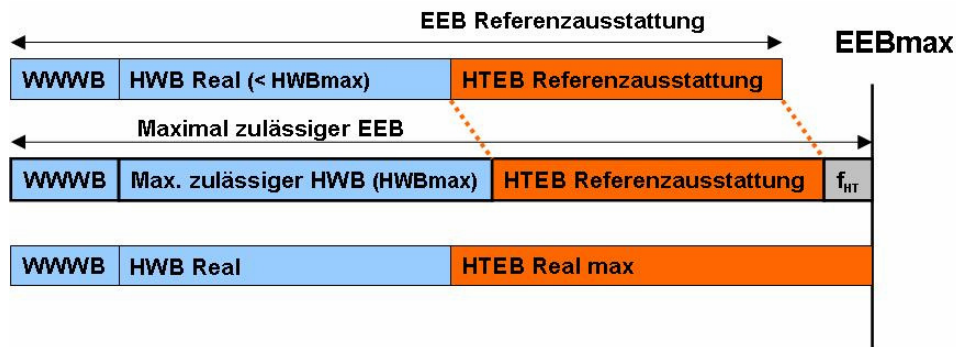 EEB Referenzausstattung
EEBmax
WWWB HWB Real (< HWBmax) HTEB Referenzausstattung
Maximal zulässiger EEB
WWWB Max. zulässiger HWB (HWBmax) HTEB Referenzausstattung fHT
WWWB HWB Real HTEB Real max